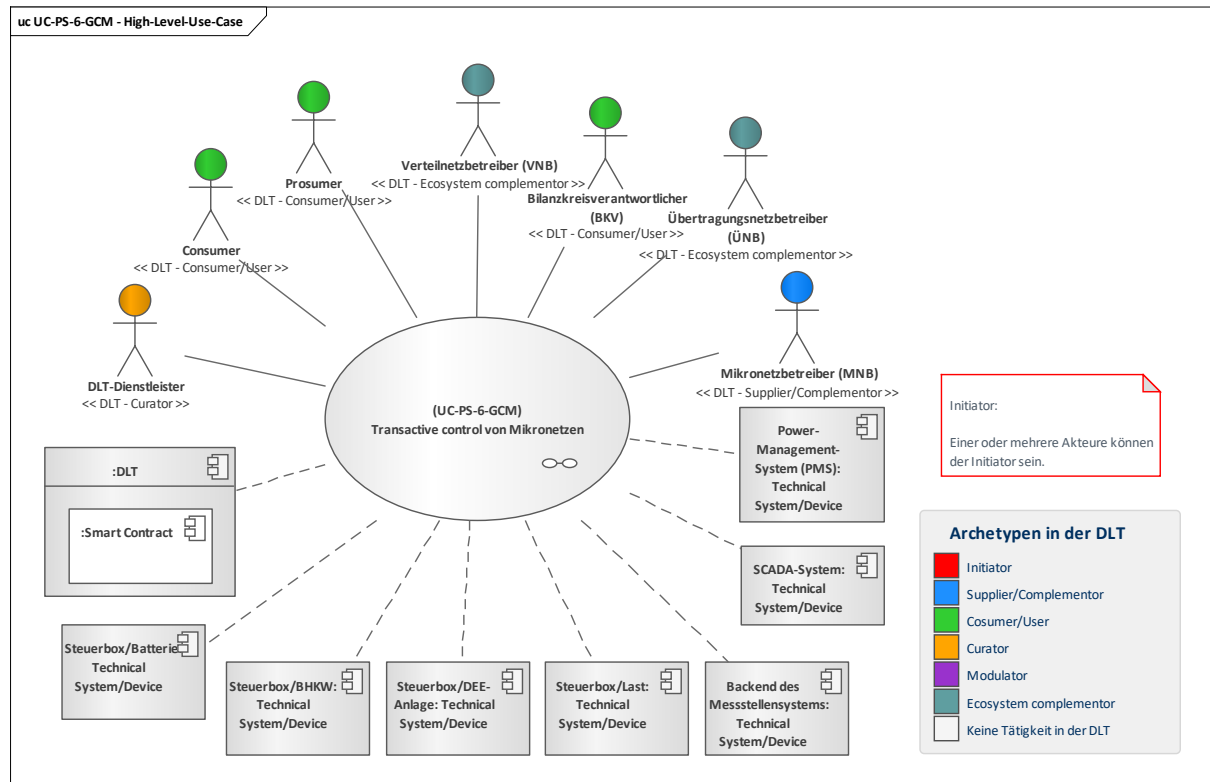 uc UC-PS-6-GCM - High-Level-Use-Case
Verteilnetzbetreiber (VNB)
<< DLT - Ecosystem complementor >>
Prosumer
<< DLT - Consumer/User >>
Bilanzkreisverantwortlicher
(BKV)
<< DLT - Consumer/User >>
Übertragungsnetzbetreiber
(ÜNB)
<< DLT - Ecosystem complementor >>
Consumer
<< DLT - Consumer/User >>
DLT-Dienstleister
<< DLT - Curator >>
Mikronetzbetreiber (MNB)
<< DLT - Supplier/Complementor >>
(UC-PS-6-GCM)
Transactive control von Mikronetzen
Initiator:
Einer oder mehrere Akteure können
der Initiator sein.
Power-
Management-
System (PMS):
Technical
System/Device
:DLT
:Smart Contract
SCADA-System:
Technical
System/Device
Steuerbox/Batterie
Technical
System/Device
Steuerbox/BHKW:
Technical
System/Device
Steuerbox/DEE-
Anlage: Technical
System/Device
Steuerbox/Last:
Technical
System/Device
Backend des
Messstellensystems:
Technical
System/Device
Archetypen in der DLT
Initiator
Supplier/Complementor
Cosumer/User
Curator
Modulator
Ecosystem complementor
Keine Tätigkeit in der DLT